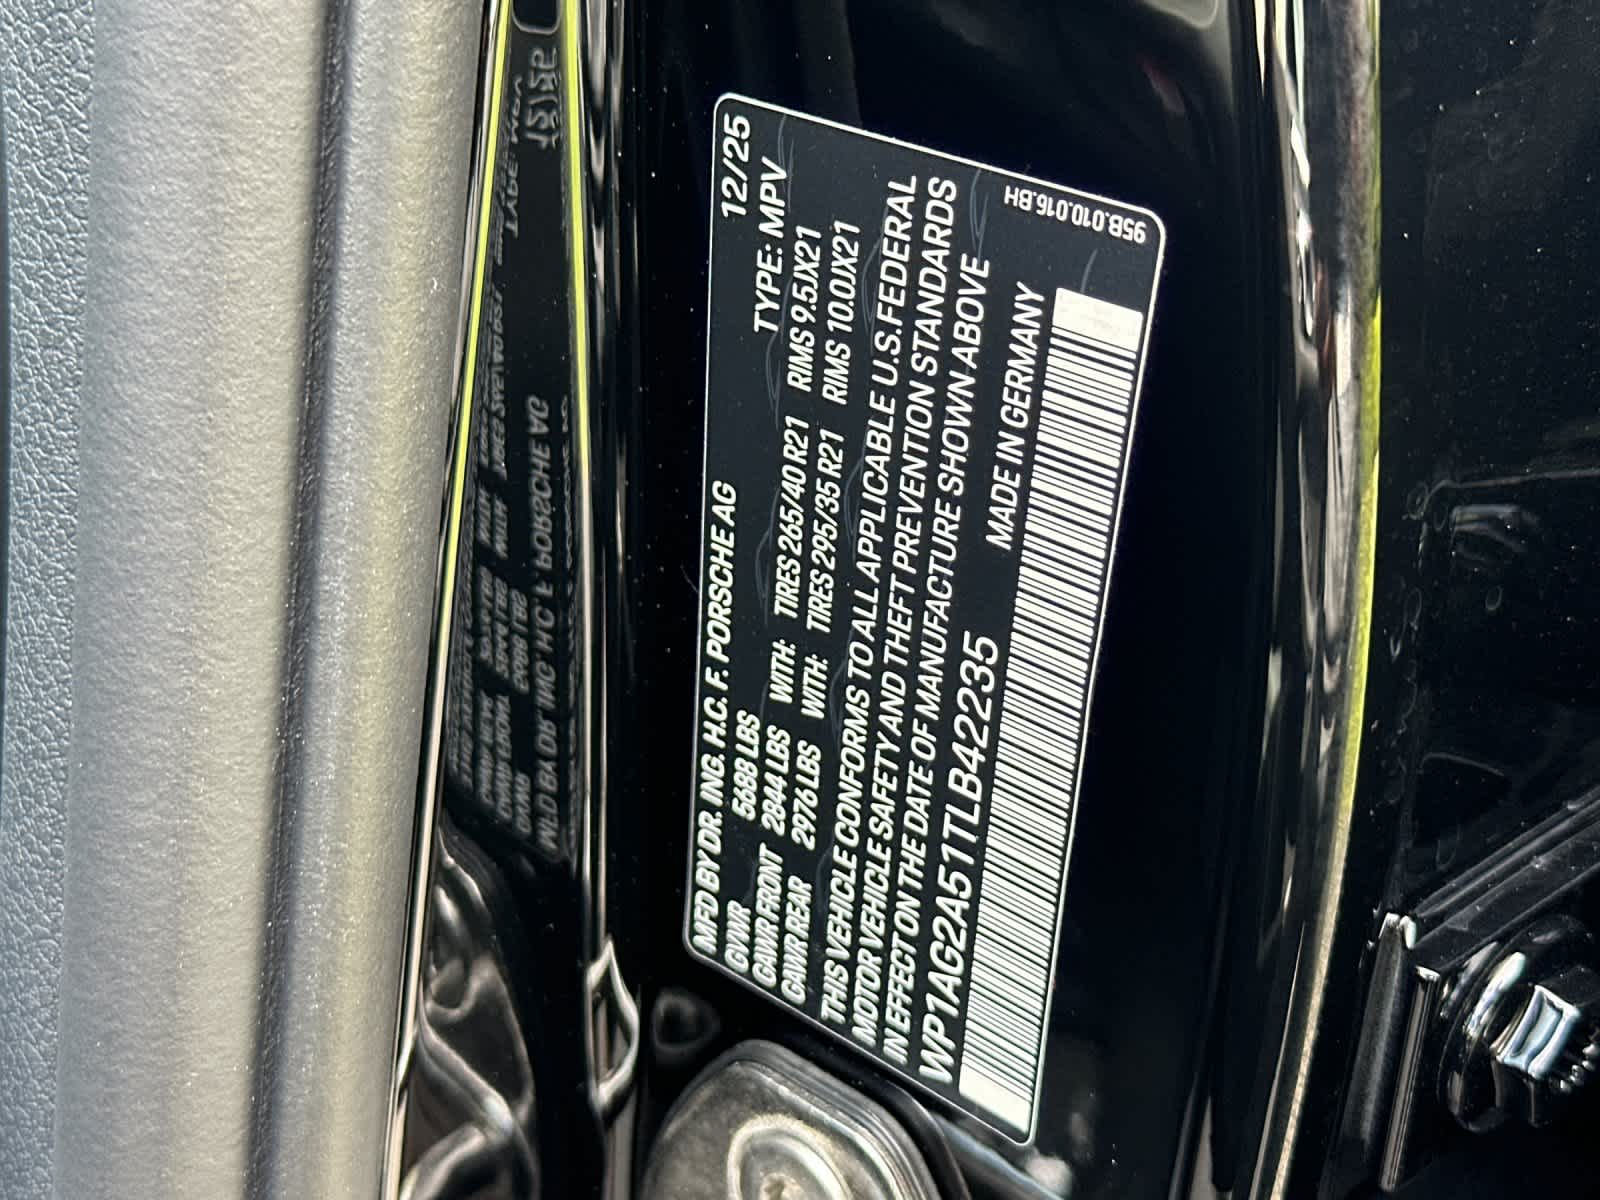 MFD BY DR. ING. H.C. F. PORSCHE AG 12/25
GVWR 5688 LBS TYPE: MPV
GAWR FRONT 2844 LBS WITH: TIRES 265/40 R21 RIMS 9.5JX21
GAWR REAR 2976 LBS WITH: TIRES 295/35 R21 RIMS 10.0JX21
THIS VEHICLE CONFORMS TO ALL APPLICABLE U.S.FEDERAL
MOTOR VEHICLE SAFETY AND THEFT PREVENTION STANDARDS
IN EFFECT ON THE DATE OF MANUFACTURE SHOWN ABOVE
WP1AG2A51TLB42235 MADE IN GERMANY
95B.010.016.BH